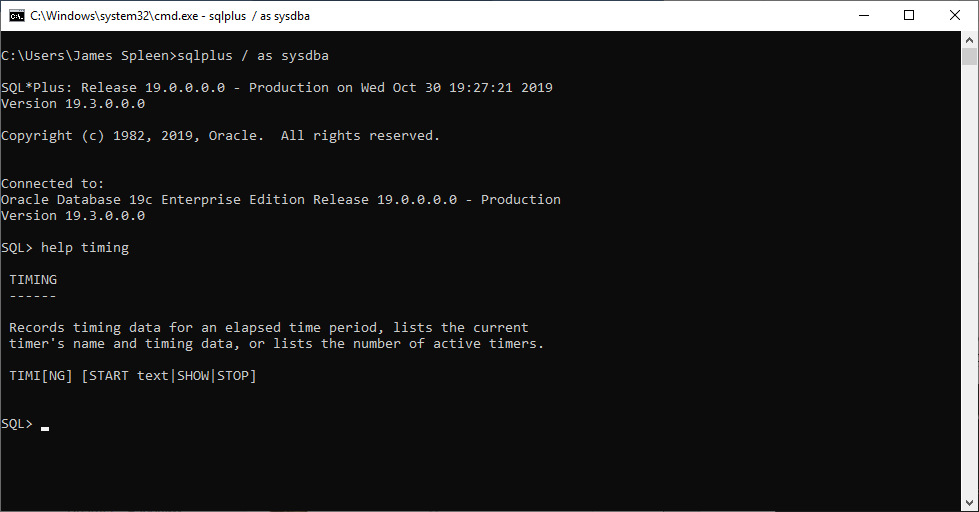 C:\Windows\system32\cmd.exe - sqlplus  / as sysdba
C:\Users\James Spleen>sqlplus / as sysdba
SQL*Plus: Release 19.0.0.0.0 - Production on Wed Oct 30 19:27:21 2019
Version 19.3.0.0.0
Copyright (c) 1982, 2019, Oracle.  All rights reserved.
Connected to:
Oracle Database 19c Enterprise Edition Release 19.0.0.0.0 - Production
Version 19.3.0.0.0
SQL> help timing
TIMING
------
Records timing data for an elapsed time period, lists the current
timer's name and timing data, or lists the number of active timers.
TIMI[NG] [START text|SHOW|STOP]
SQL>